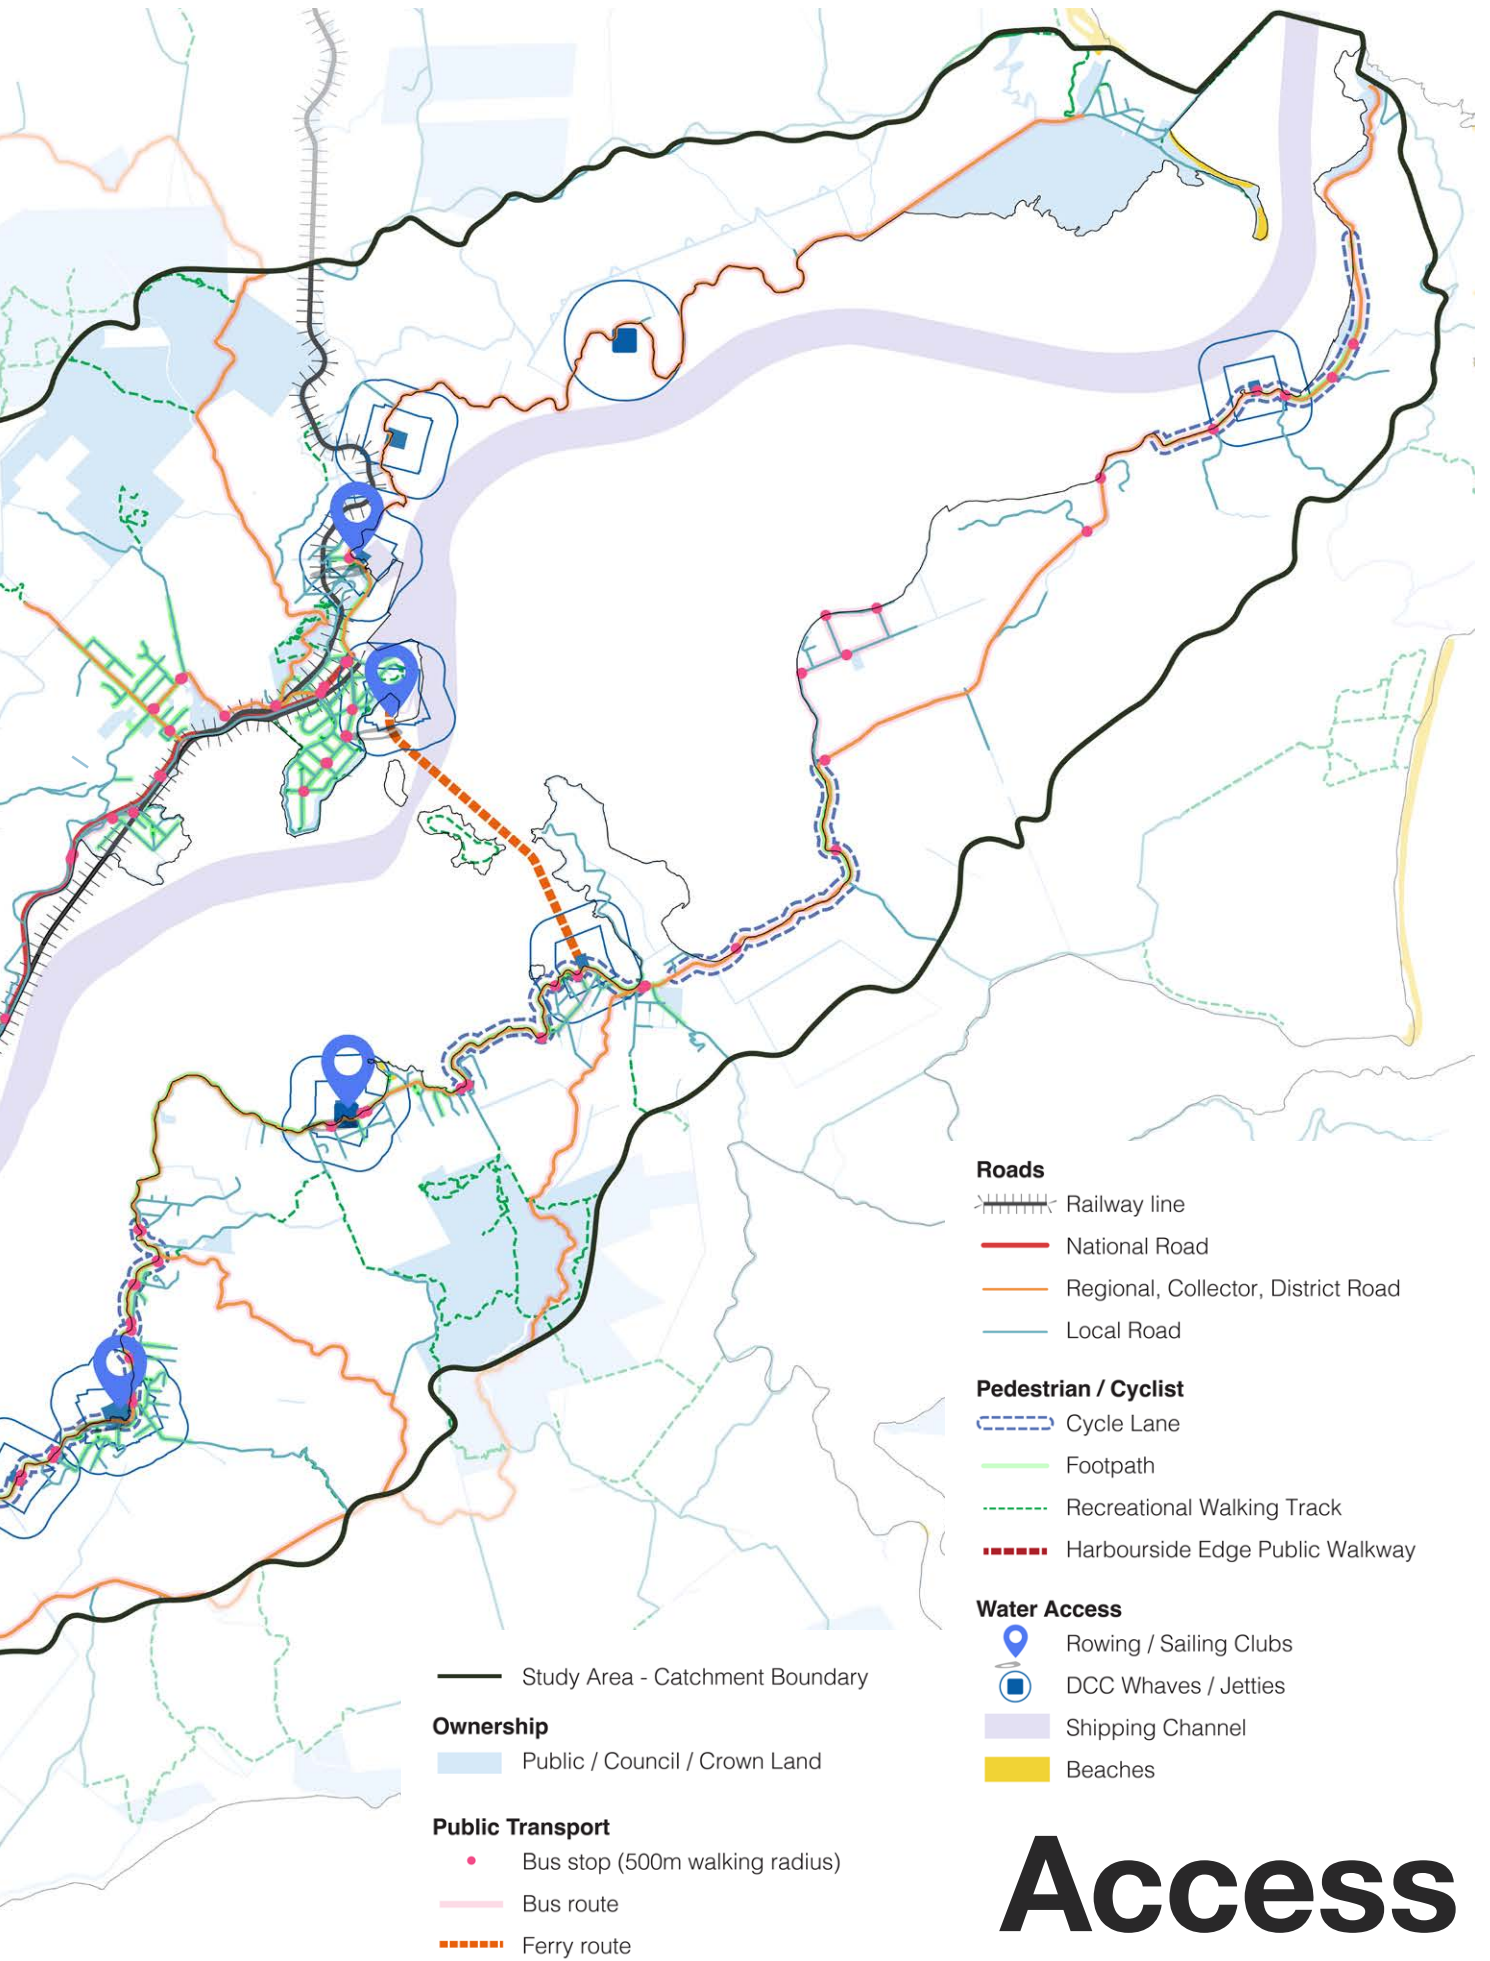 Roads
Railway line
National Road
Regional, Collector, District Road
Local Road
Pedestrian / Cyclist
Cycle Lane
Footpath
Recreational Walking Track
Harbourside Edge Public Walkway
Water Access
Rowing / Sailing Clubs
DCC Whaves / Jetties
Shipping Channel
Beaches
Study Area - Catchment Boundary
Ownership
Public / Council / Crown Land
Public Transport
Bus stop (500m walking radius)
Bus route
Ferry route
Access